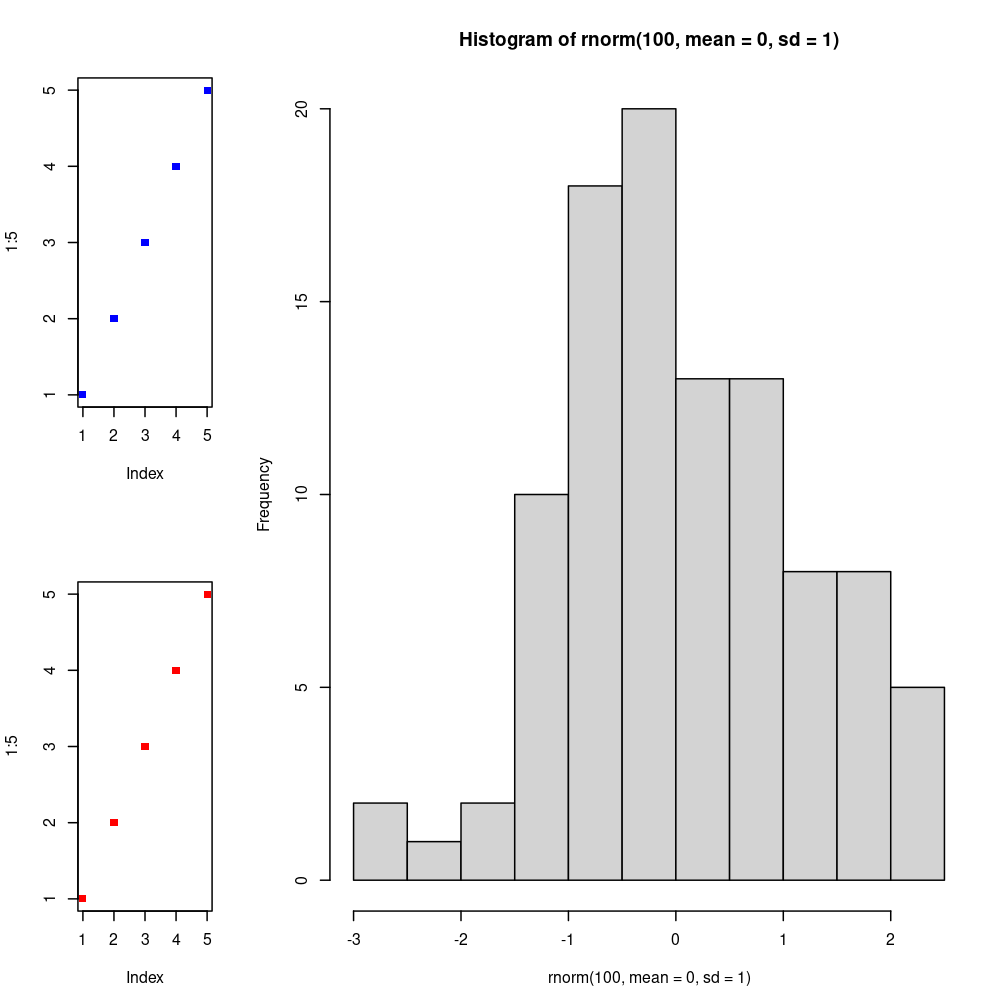 5
4
3
2
1
1:5
1 2 3 4 5
Index
5
4
3
2
1
1:5
1 2 3 4 5
Index
Histogram of rnorm(100, mean = 0, sd = 1)
20
15
10
5
0
Frequency
-3 -2 -1 0 1 2
rnorm(100, mean = 0, sd = 1)